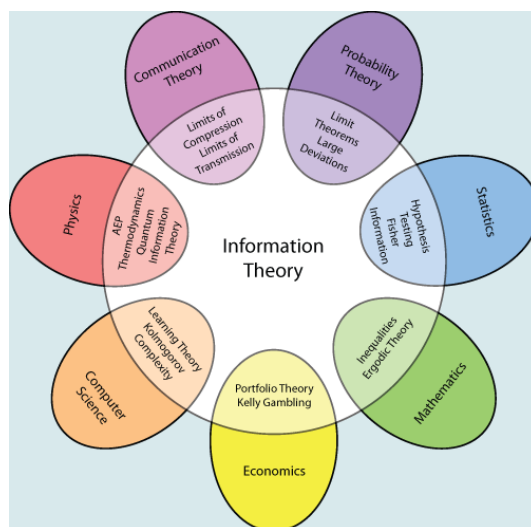 Communication
Theory
Limits of
Compression
Limits of
Transmission
Probability
Theory
Limit
Theorems
Large
Deviations
Physics
AEP
Thermodynamics
Quantum
Information
Theory
Information
Theory
Hypothesis
Testing
Fisher
Information
Statistics
Learning Theory
Kolmogorov
Complexity
Computer
Science
Portfolio Theory
Kelly Gambling
Economics
Inequalities
Ergodic Theory
Mathematics